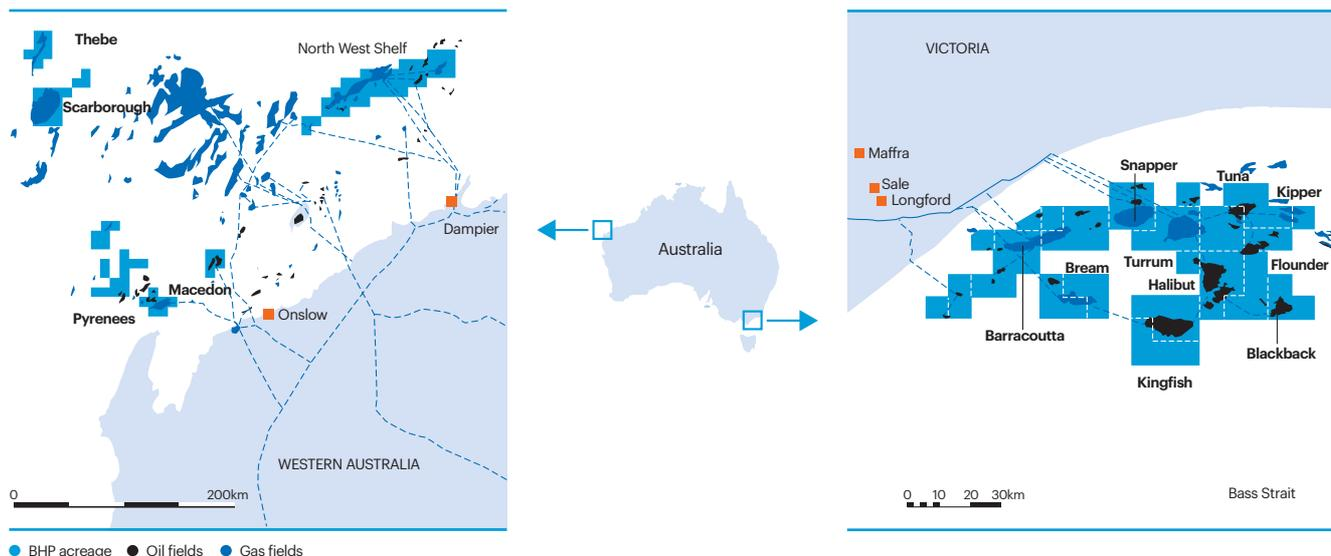 Thebe
North West Shelf
Scarborough
Dampier
Macedon
Pyrenees
Onslow
WESTERN AUSTRALIA
0 200km
BHP acreage Oil fields Gas fields
Australia
VICTORIA
Maffra
Sale
Longford
Snapper
Tuna
Kipper
Turrum
Flounder
Bream
Halibut
Barracoutta
Blackback
Kingfish
0 10 20 30km
Bass Strait